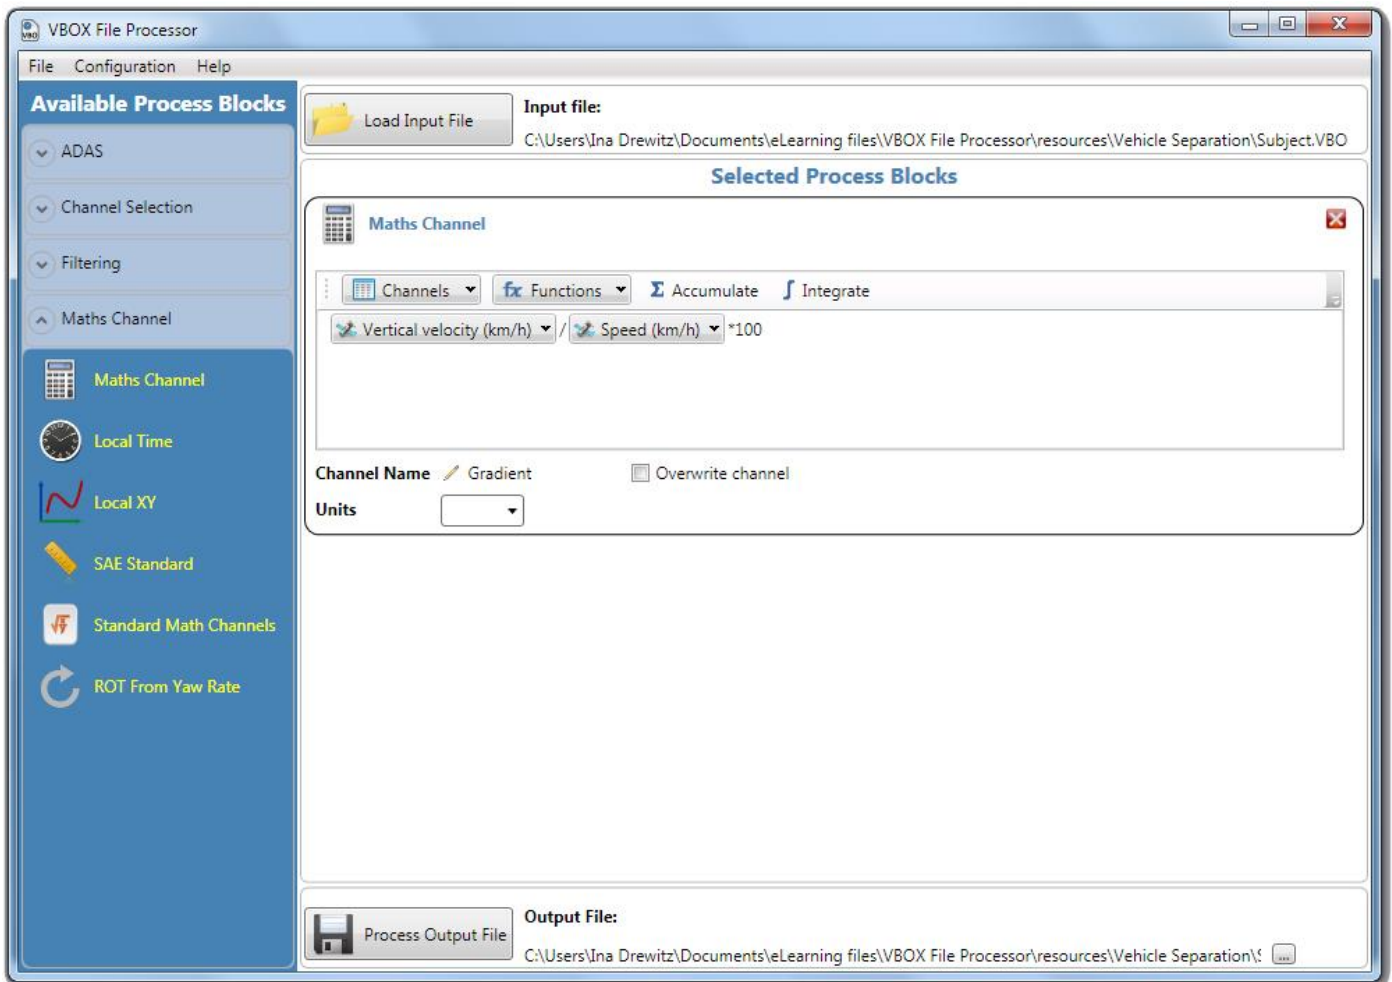 VBOX File Processor
File Configuration Help
Available Process Blocks
ADAS
Channel Selection
Filtering
Maths Channel
Maths Channel
Local Time
Local XY
SAE Standard
Standard Math Channels
ROT From Yaw Rate
Load Input File
Input file:
C:\Users\Ina Drewitz\Documents\eLearning files\VBOX File Processor\resources\Vehicle Separation\Subject.VBO
Selected Process Blocks
Maths Channel
Channels fx Functions Σ Accumulate ∫ Integrate
Vertical velocity (km/h) / Speed (km/h) *100
Channel Name Gradient Overwrite channel
Units
Process Output File
Output File:
C:\Users\Ina Drewitz\Documents\eLearning files\VBOX File Processor\resources\Vehicle Separation\ ...